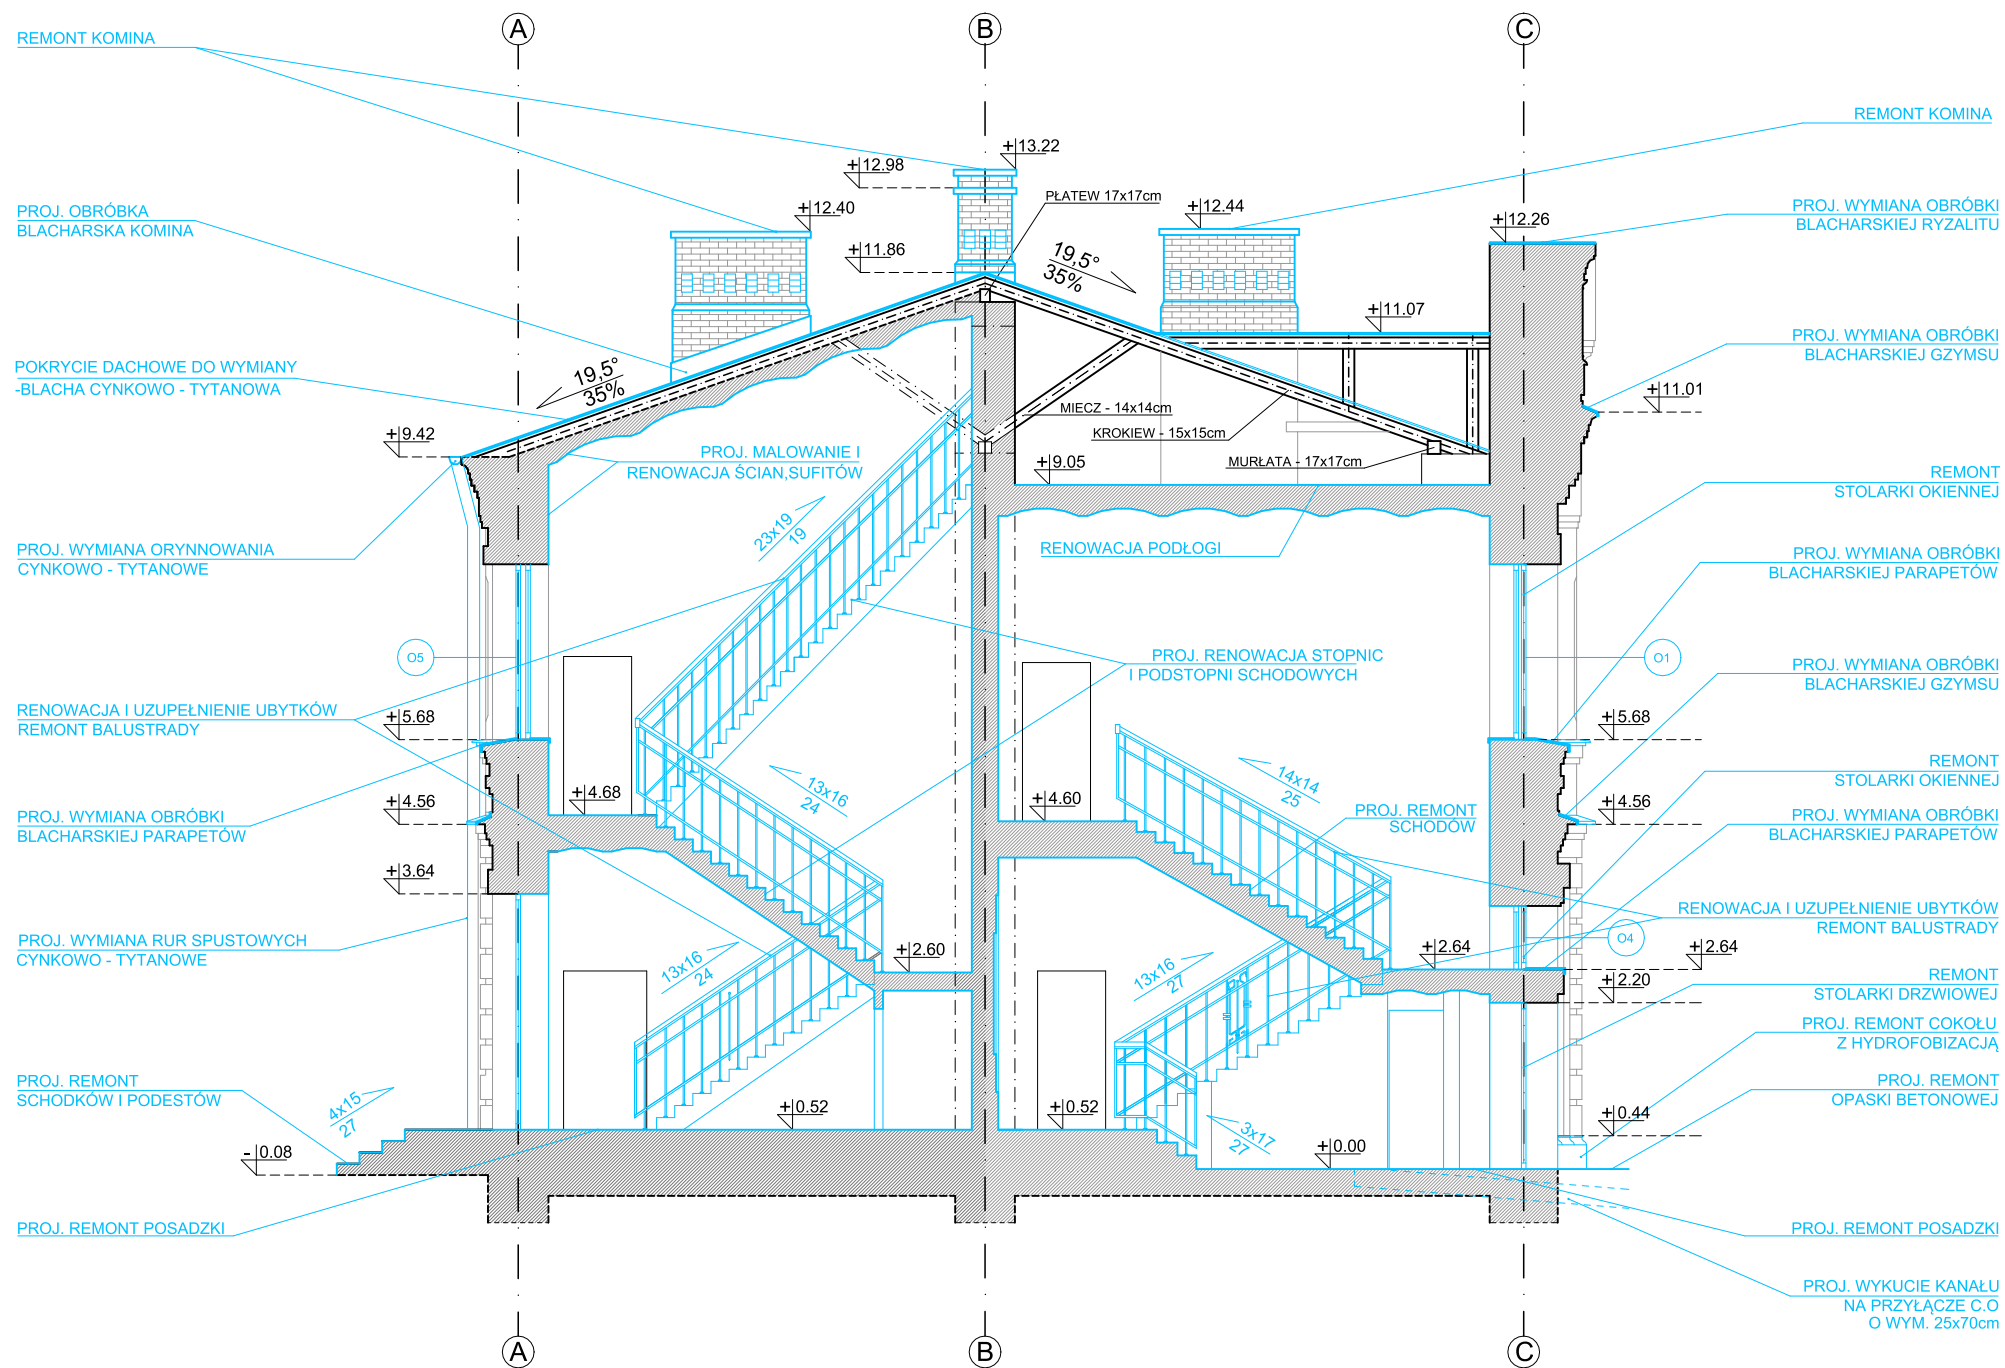 A
B
C
REMONT KOMINA
REMONT KOMINA
+13.22
+12.98
PŁATEW 17x17cm
PROJ. OBRÓBKA
BLACHARSKA KOMINA
+12.40
+12.44
PROJ. WYMIANA OBRÓBKI
BLACHARSKIEJ RYZALITU
+12.26
+11.86
19,5°
35%
+11.07
PROJ. WYMIANA OBRÓBKI
BLACHARSKIEJ GZYMSU
POKRYCIE DACHOWE DO WYMIANY
-BLACHA CYNKOWO - TYTANOWA
19,5°
35%
+11.01
MIECZ - 14x14cm
KROKIEW - 15x15cm
MURŁATA - 17x17cm
+9.42
PROJ. MALOWANIE I
RENOWACJA ŚCIAN,SUFITÓW
+9.05
REMONT
STOLARKI OKIENNEJ
23x19
19
PROJ. WYMIANA ORYNNOWANIA
CYNKOWO - TYTANOWE
RENOWACJA PODŁOGI
PROJ. WYMIANA OBRÓBKI
BLACHARSKIEJ PARAPETÓW
O5
PROJ. RENOWACJA STOPNIC
I PODSTOPNI SCHODOWYCH
O1
PROJ. WYMIANA OBRÓBKI
BLACHARSKIEJ GZYMSU
RENOWACJA I UZUPEŁNIENIE UBYTKÓW
REMONT BALUSTRADY
+5.68
+5.68
13x16
24
14x14
25
REMONT
STOLARKI OKIENNEJ
+4.56
+4.68
+4.60
PROJ. REMONT
SCHODÓW
+4.56
PROJ. WYMIANA OBRÓBKI
BLACHARSKIEJ PARAPETÓW
PROJ. WYMIANA OBRÓBKI
BLACHARSKIEJ PARAPETÓW
+3.64
RENOWACJA I UZUPEŁNIENIE UBYTKÓW
REMONT BALUSTRADY
PROJ. WYMIANA RUR SPUSTOWYCH
CYNKOWO - TYTANOWE
13x16
24
+2.60
13x16
27
+2.64
O4
+2.64
+2.20
REMONT
STOLARKI DRZWIOWEJ
PROJ. REMONT COKOŁU
Z HYDROFOBIZACJĄ
PROJ. REMONT
SCHODKÓW I PODESTÓW
4x15
27
+0.52
+0.52
3x17
27
+0.00
+0.44
PROJ. REMONT
OPASKI BETONOWEJ
-0.08
PROJ. REMONT POSADZKI
PROJ. REMONT POSADZKI
PROJ. WYKUCIE KANAŁU
NA PRZYŁĄCZE C.O
O WYM. 25x70cm
A
B
C